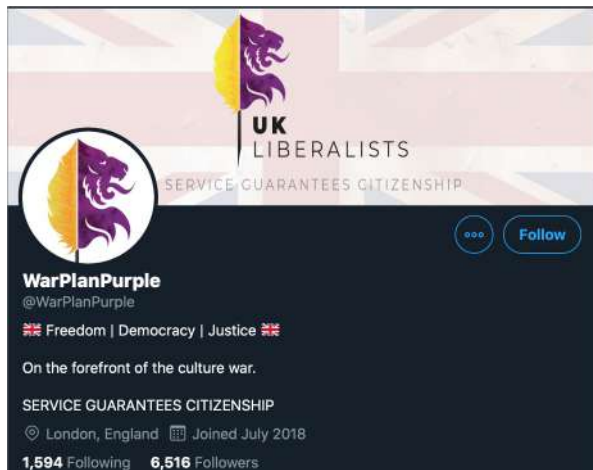 UK
LIBERALISTS
SERVICE GUARANTEES CITIZENSHIP
Follow
WarPlanPurple
@WarPlanPurple
🇬🇧 Freedom | Democracy | Justice 🇬🇧
On the forefront of the culture war.
SERVICE GUARANTEES CITIZENSHIP
London, England Joined July 2018
1,594 Following 6,516 Followers